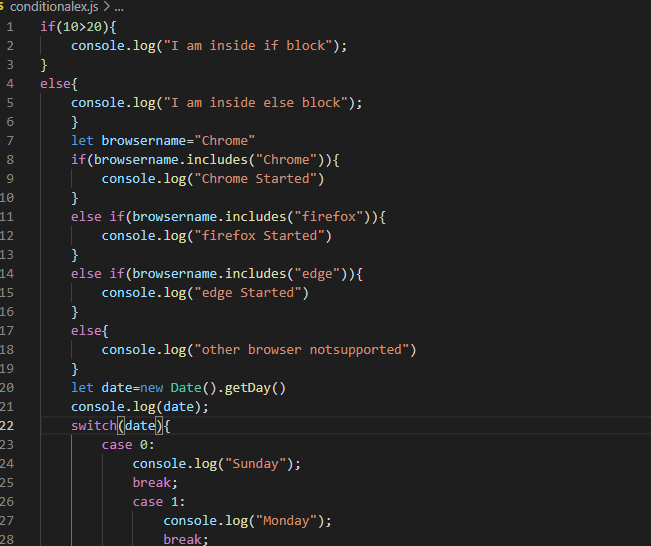 conditionalex.js > ...
1 if(10>20){
2 console.log("I am inside if block");
3 }
4 else{
5 console.log("I am inside else block");
6 }
7 let browsername="Chrome"
8 if(browsername.includes("Chrome")){
9 console.log("Chrome Started")
10 }
11 else if(browsername.includes("firefox")){
12 console.log("firefox Started")
13 }
14 else if(browsername.includes("edge")){
15 console.log("edge Started")
16 }
17 else{
18 console.log("other browser notsupported")
19 }
20 let date=new Date().getDay()
21 console.log(date);
22 switch(date){
23 case 0:
24 console.log("Sunday");
25 break;
26 case 1:
27 console.log("Monday");
28 break;